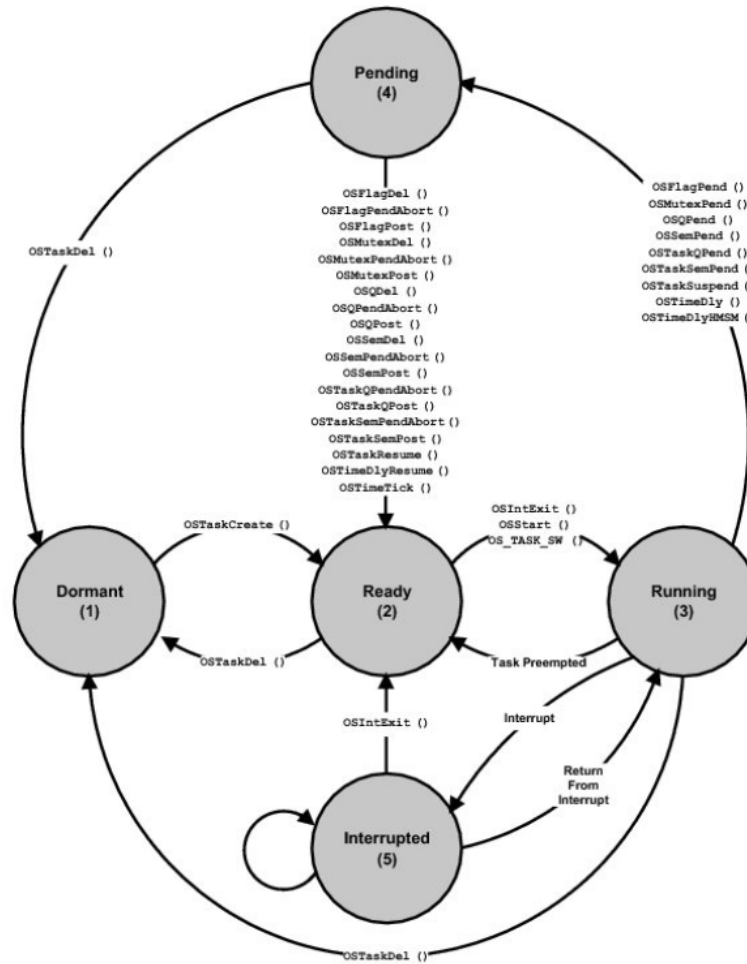 Pending
(4)
OSFlagDel ()
OSFlagPendAbort ()
OSFlagPost ()
OSMutexDel ()
OSMutexPendAbort ()
OSMutexPost ()
OSQDel ()
OSQPendAbort ()
OSQPost ()
OSSemDel ()
OSSemPendAbort ()
OSSemPost ()
OSTaskQPendAbort ()
OSTaskQPost ()
OSTaskSemPendAbort ()
OSTaskSemPost ()
OSTaskResume ()
OSTimeDlyResume ()
OSTimeTick ()
OSFlagPend ()
OSMutexPend ()
OSQPend ()
OSSemPend ()
OSTaskQPend ()
OSTaskSemPend (
OSTaskSuspend (
OSTimeDly ()
OSTimeDlyHMSM (
OSTaskDel ()
OSTaskCreate ()
OSIntExit ()
OSStart ()
OS_TASK_SW ()
Dormant
(1)
Ready
(2)
Running
(3)
OSTaskDel ()
Task Preempted
OSIntExit ()
Interrupt
Return
From
Interrupt
Interrupted
(5)
OSTaskDel ()